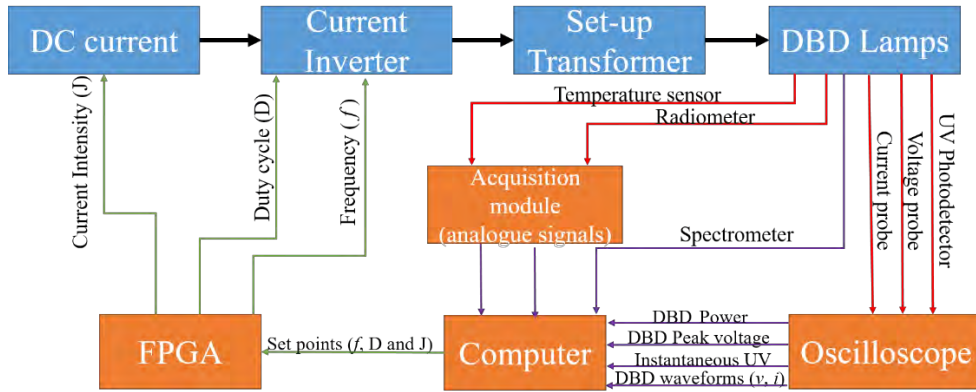 DC current
Current
Inverter
Set-up
Transformer
DBD Lamps
Temperature sensor
Radiometer
Current Intensity (J)
Duty cycle (D)
Frequency (f)
Acquisition
module
(analogue signals)
Spectrometer
Current probe
Voltage probe
UV Photodetector
FPGA
Set points (f, D and J)
Computer
DBD Power
DBD Peak voltage
Instantaneous UV
DBD waveforms (v, i)
Oscilloscope